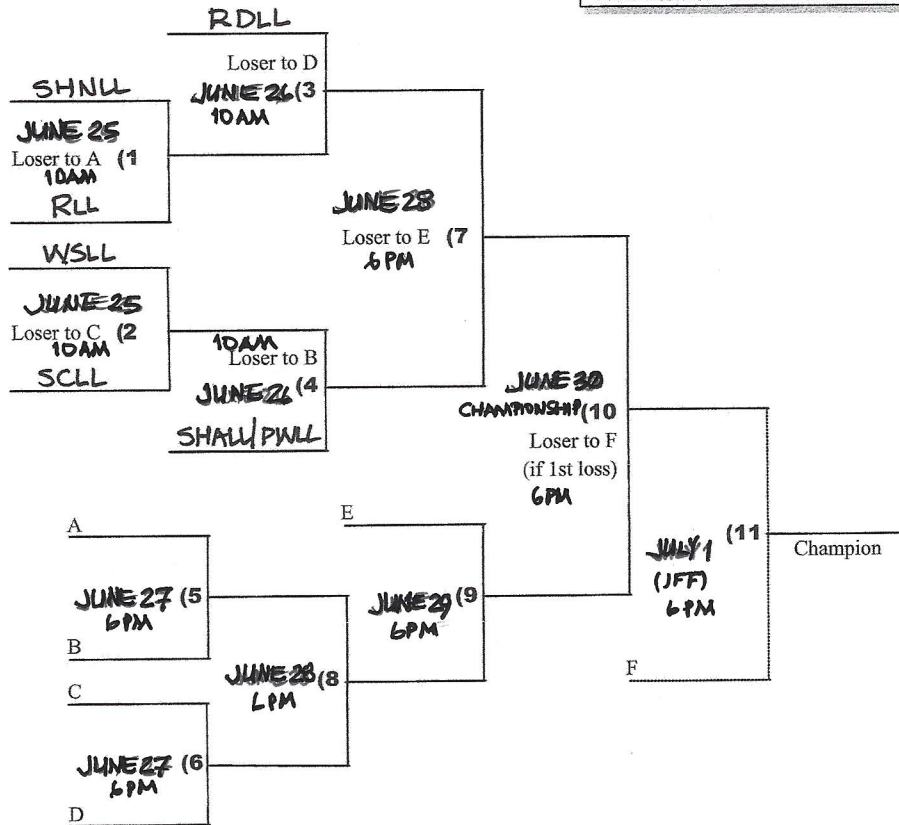 RDLL
Loser to D
JUNE 26 (3
10AM
SHNLL
JUNE 25
Loser to A (1
10AM
RLL
WSLL
JUNE 25
Loser to C (2
10AM
SCLL
10AM
Loser to B
JUNE 26 (4
SHALL/PWLL
JUNE 28
Loser to E (7
6PM
JUNE 30
CHAMPIONSHIP (10
Loser to F
(if 1st loss)
6PM
A
JUNE 27 (5
6PM
B
C
JUNE 27 (6
6PM
D
JUNE 28 (8
6PM
E
JUNE 29 (9
6PM
JULY 1 (11
(IFF)
6PM
F
Champion